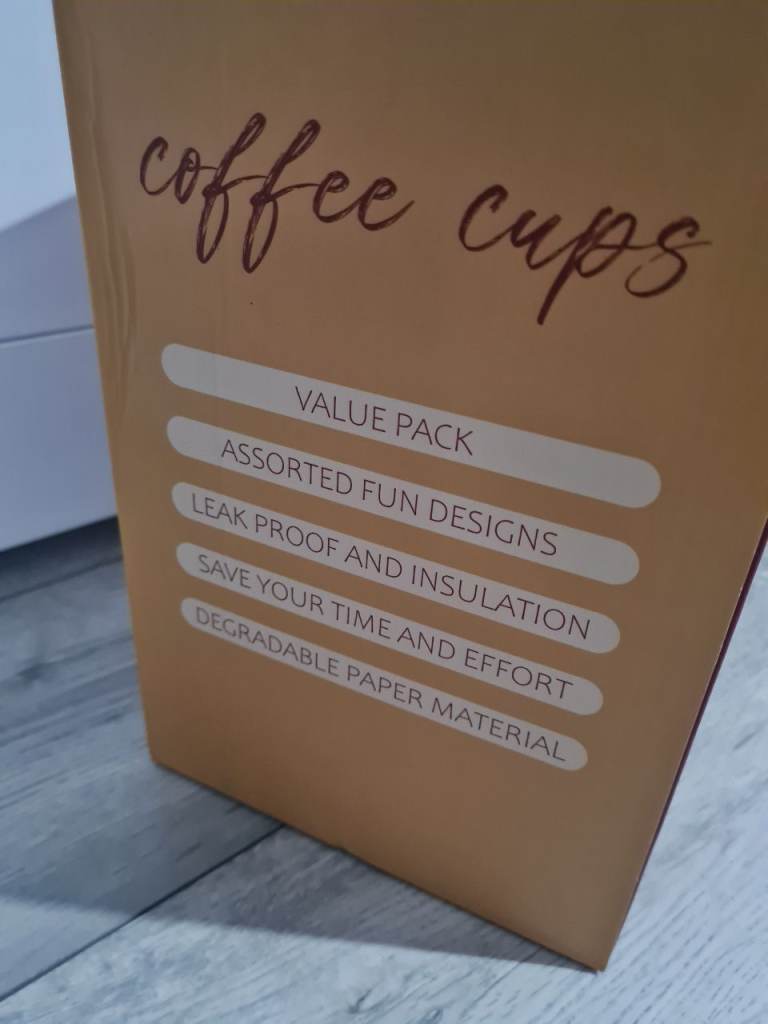 coffee cups
VALUE PACK
ASSORTED FUN DESIGNS
LEAK PROOF AND INSULATION
SAVE YOUR TIME AND EFFORT
DEGRADABLE PAPER MATERIAL